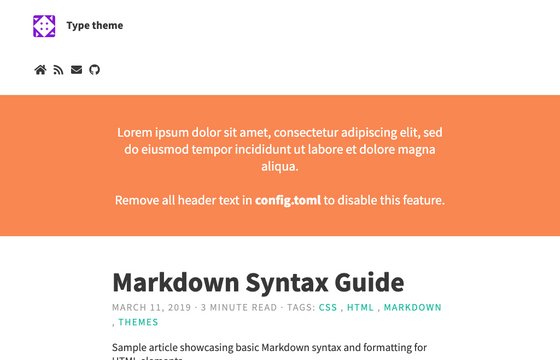 Type theme
Lorem ipsum dolor sit amet, consectetur adipiscing elit, sed
do eiusmod tempor incididunt ut labore et dolore magna
aliqua.
Remove all header text in config.toml to disable this feature.
Markdown Syntax Guide
MARCH 11, 2019 · 3 MINUTE READ · TAGS: CSS , HTML , MARKDOWN
, THEMES
Sample article showcasing basic Markdown syntax and formatting for
HTML elements.